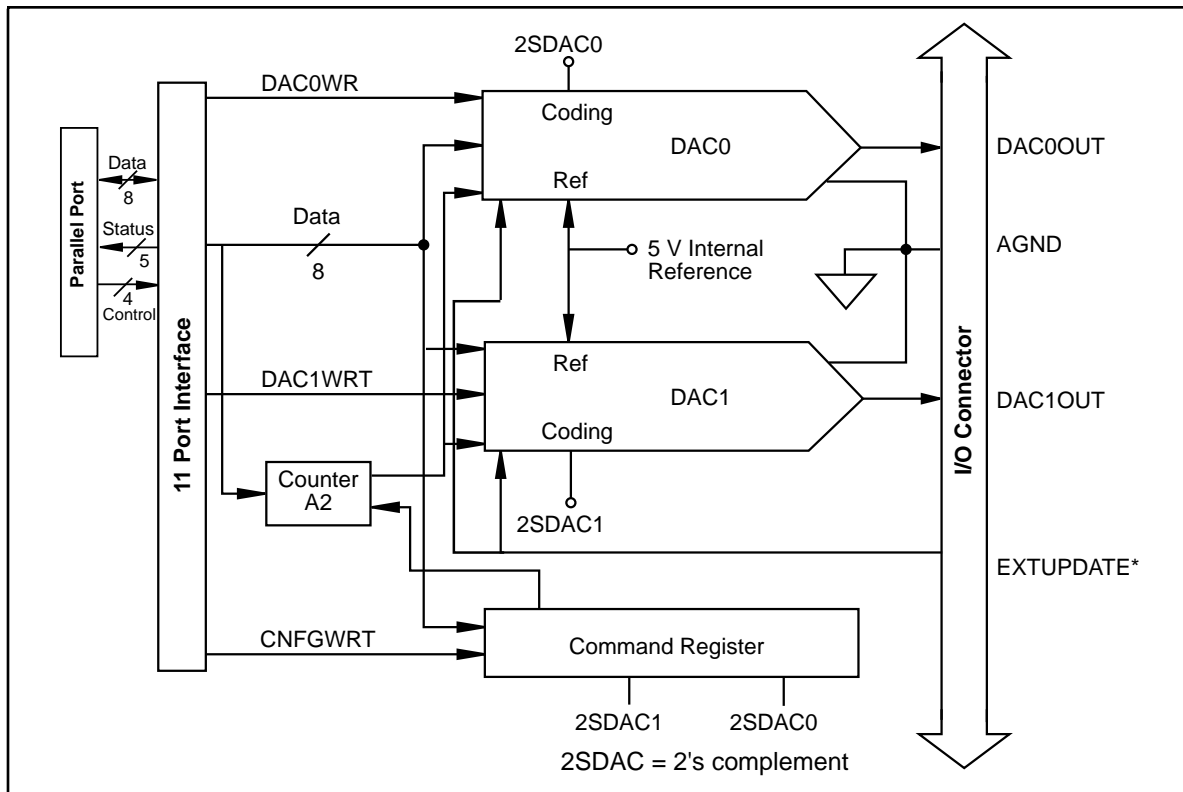 2SDAC0
DAC0WR
Coding
DAC0
DAC0OUT
Ref
Parallel Port
Data
8
Status
5
4
Control
11 Port Interface
Data
8
5 V Internal
Reference
AGND
I/O Connector
Ref
DAC1WRT
DAC1
DAC1OUT
Coding
Counter
A2
2SDAC1
EXTUPDATE*
CNFGWRT
Command Register
2SDAC1
2SDAC0
2SDAC = 2's complement